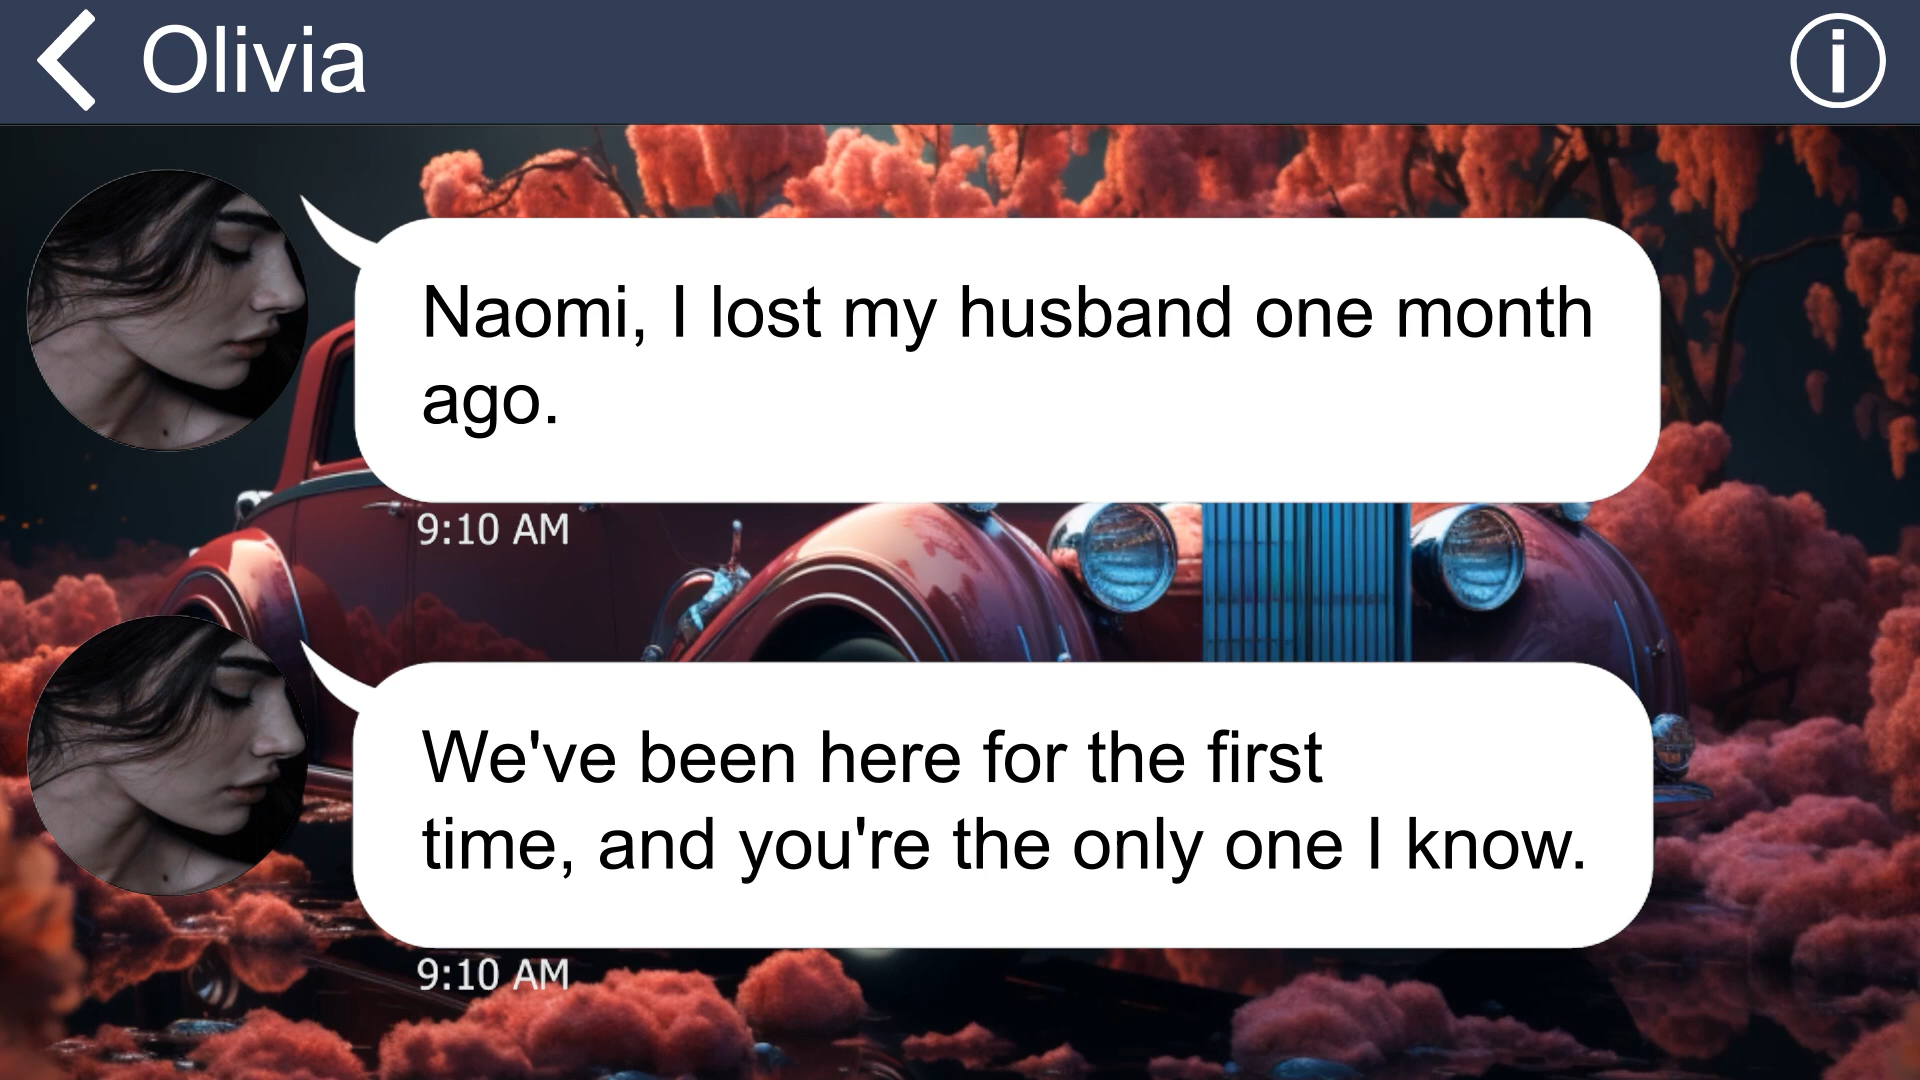 Olivia
Naomi, I lost my husband one month
ago.
9:10 AM
We've been here for the first
time, and you're the only one I know.
9:10 AM